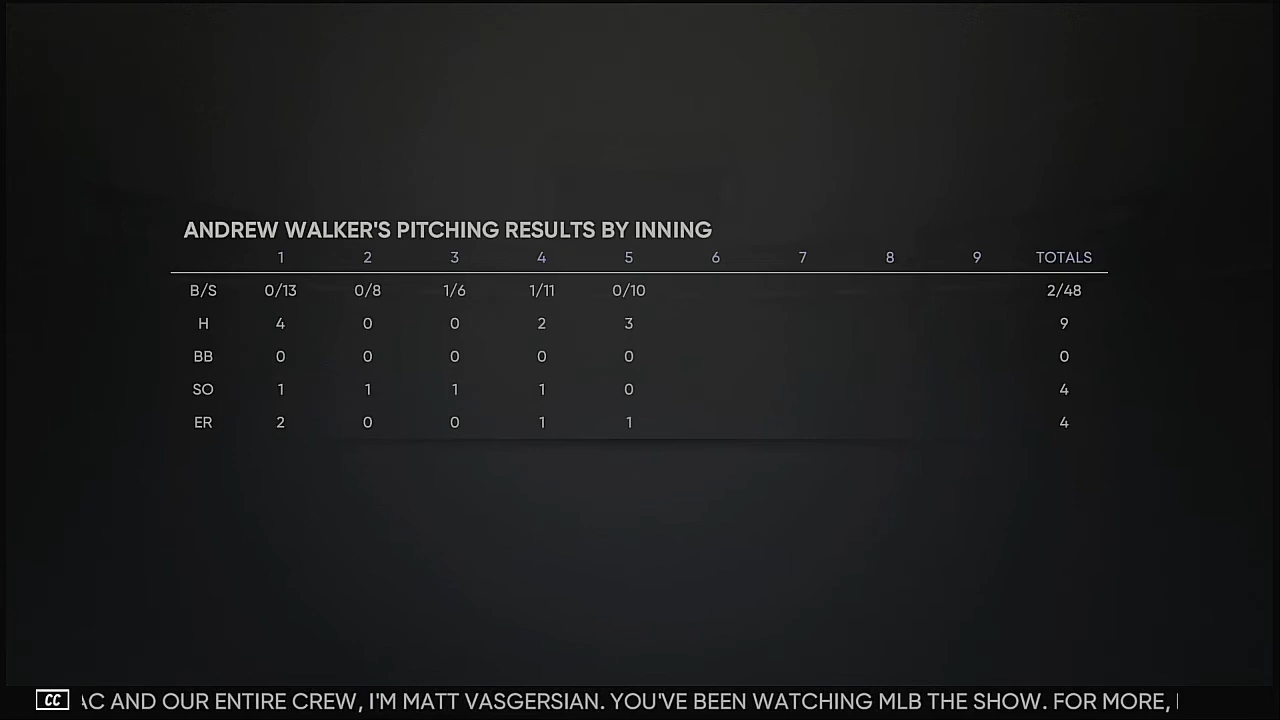 ANDREW WALKER'S PITCHING RESULTS BY INNING
1 2 3 4 5 6 7 8 9 TOTALS
B/S 0/13 0/8 1/6 1/11 0/10 2/48
H 4 0 0 2 3 9
BB 0 0 0 0 0 0
SO 1 1 1 1 0 4
ER 2 0 0 1 1 4
CC AND OUR ENTIRE CREW, I'M MATT VASGERSIAN. YOU'VE BEEN WATCHING MLB THE SHOW. FOR MORE,